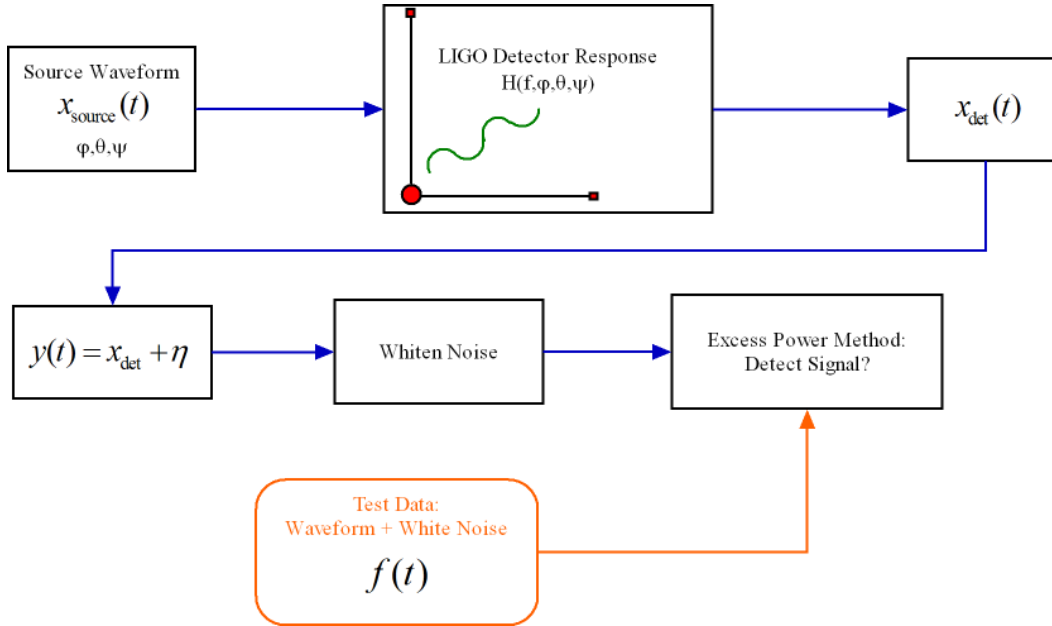 Source Waveform
x_source(t)
φ,θ,ψ
LIGO Detector Response
H(f,φ,θ,ψ)
x_det(t)
y(t) = x_det + η
Whiten Noise
Excess Power Method:
Detect Signal?
Test Data:
Waveform + White Noise
f(t)